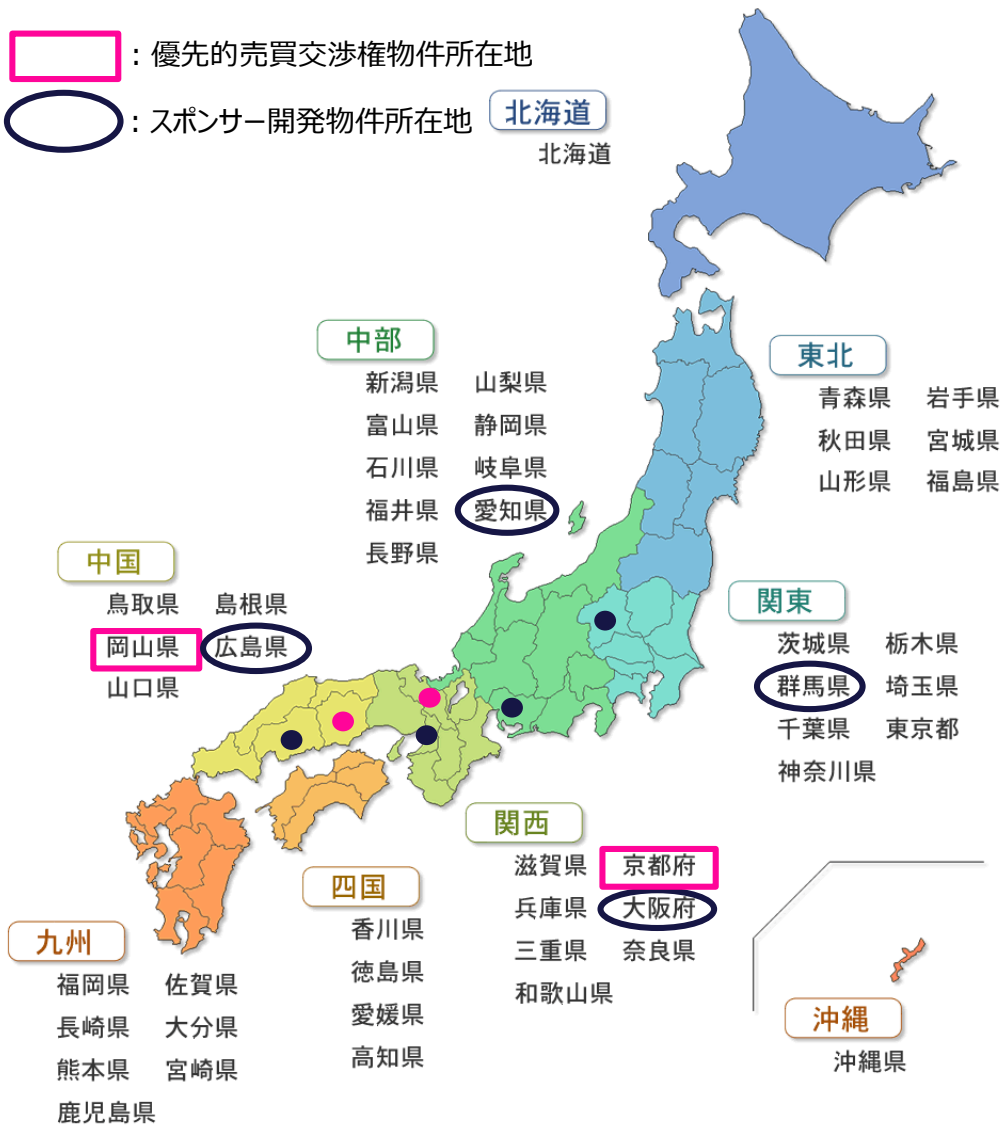 ：優先的売買交渉権物件所在地
：スポンサー開発物件所在地
北海道
北海道
中部
新潟県 山梨県
富山県 静岡県
石川県 岐阜県
福井県 愛知県
長野県
東北
青森県 岩手県
秋田県 宮城県
山形県 福島県
中国
鳥取県 島根県
岡山県 広島県
山口県
関東
茨城県 栃木県
群馬県 埼玉県
千葉県 東京都
神奈川県
関西
滋賀県 京都府
兵庫県 大阪府
三重県 奈良県
和歌山県
四国
香川県
徳島県
愛媛県
高知県
九州
福岡県 佐賀県
長崎県 大分県
熊本県 宮崎県
鹿児島県
沖縄
沖縄県